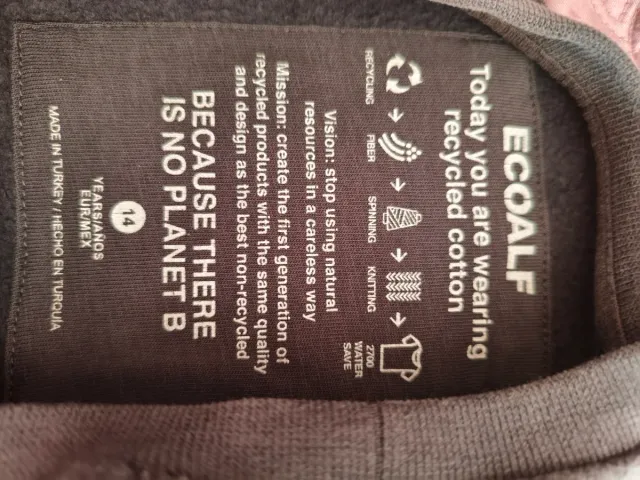 ECOALF
Today you are wearing
recycled cotton
RECYCLING
FIBER
SPINNING
KNITTING
2700
WATER
SAVE
Vision: stop using natural
resources in a careless way
Mission: create the first generation of
recycled products with the same quality
and design as the best non-recycled
BECAUSE THERE
IS NO PLANET B
14
YEARS/AÑOS
EUR/MEX
MADE IN TURKEY / HECHO EN TURQUÍA